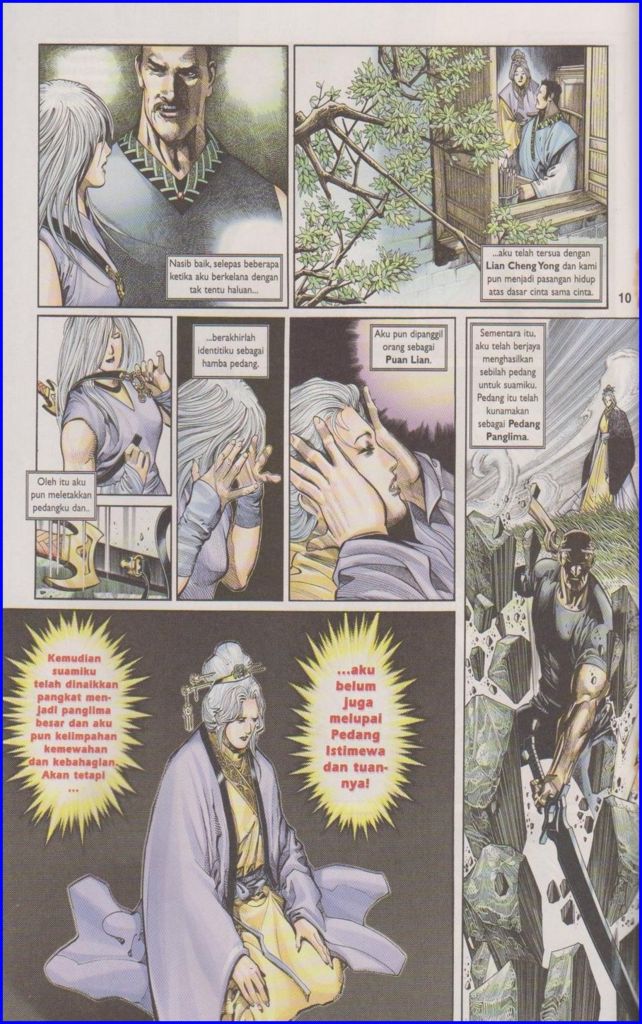 Nasib baik, selepas beberapa
ketika aku berkelana dengan
tak tentu haluan...
...aku telah tersua dengan
Lian Cheng Yong dan kami
pun menjadi pasangan hidup
atas dasar cinta sama cinta.
10
Oleh itu aku
pun meletakkan
pedangku dan..
...berakhirlah
identitiku sebagai
hamba pedang.
Aku pun dipanggil
orang sebagai
Puan Lian.
Sementara itu,
aku telah berjaya
menghasilkan
sebilah pedang
untuk suamiku.
Pedang itu telah
kunamakan
sebagai Pedang
Panglima.
Kemudian
suamiku
telah dinaikkan
pangkat men-
jadi panglima
besar dan aku
pun kelimpahan
kemewahan
dan kebahagian.
Akan tetapi
...
...aku
belum
juga
melupai
Pedang
Istimewa
dan tuan-
nya!